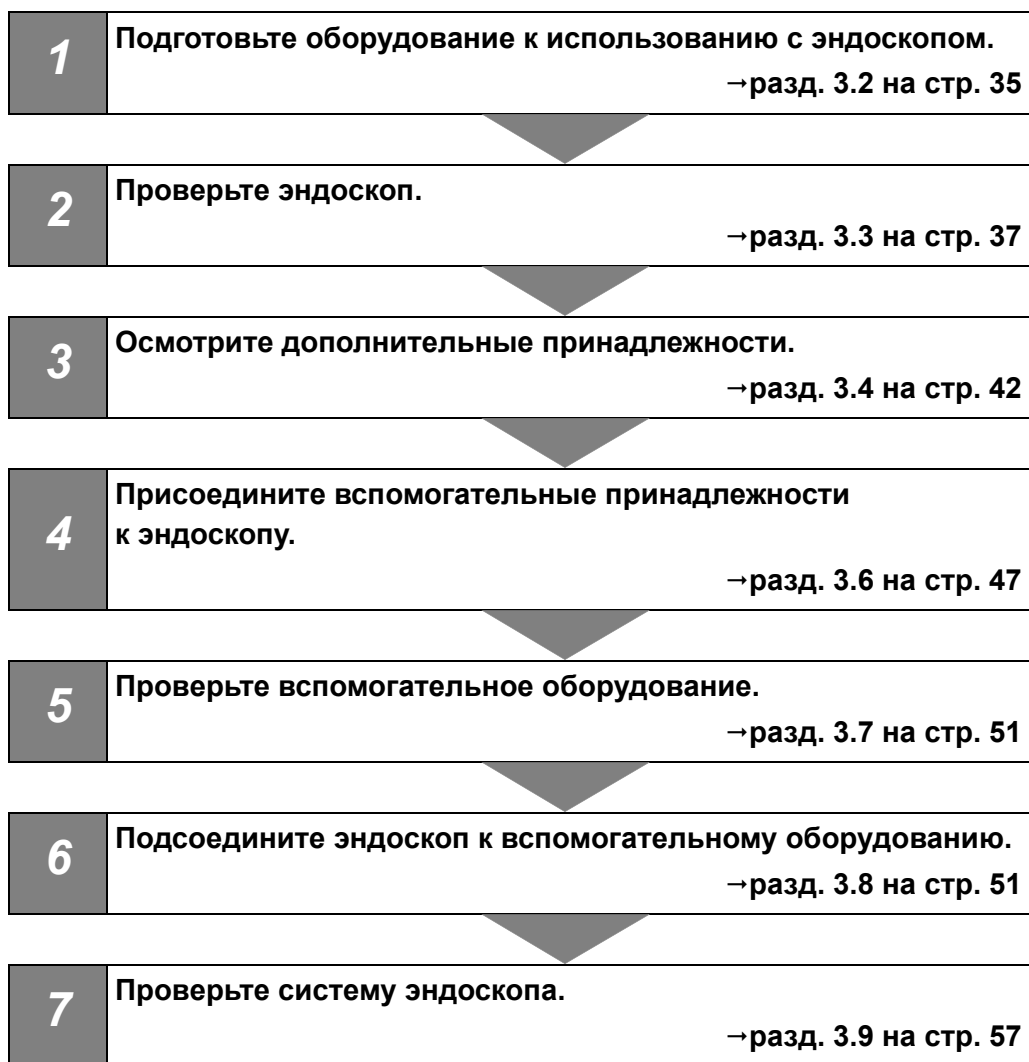 1
Подготовьте оборудование к использованию с эндоскопом.
→разд. 3.2 на стр. 35
2
Проверьте эндоскоп.
→разд. 3.3 на стр. 37
3
Осмотрите дополнительные принадлежности.
→разд. 3.4 на стр. 42
4
Присоедините вспомогательные принадлежности
к эндоскопу.
→разд. 3.6 на стр. 47
5
Проверьте вспомогательное оборудование.
→разд. 3.7 на стр. 51
6
Подсоедините эндоскоп к вспомогательному оборудованию.
→разд. 3.8 на стр. 51
7
Проверьте систему эндоскопа.
→разд. 3.9 на стр. 57